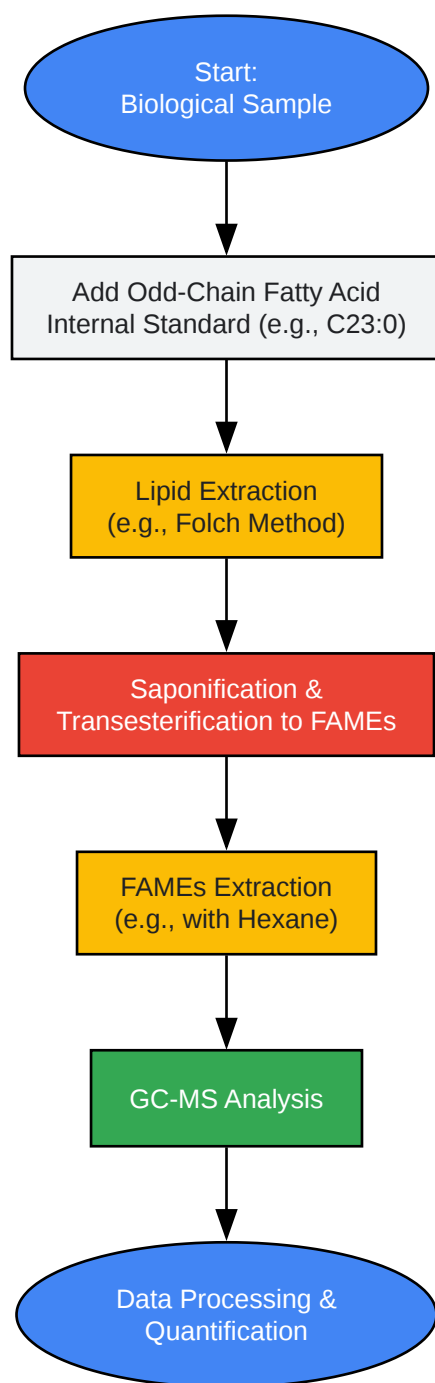 Start:
Biological Sample
Add Odd-Chain Fatty Acid
Internal Standard (e.g., C23:0)
Lipid Extraction
(e.g., Folch Method)
Saponification &
Transesterification to FAMEs
FAMEs Extraction
(e.g., with Hexane)
GC-MS Analysis
Data Processing &
Quantification